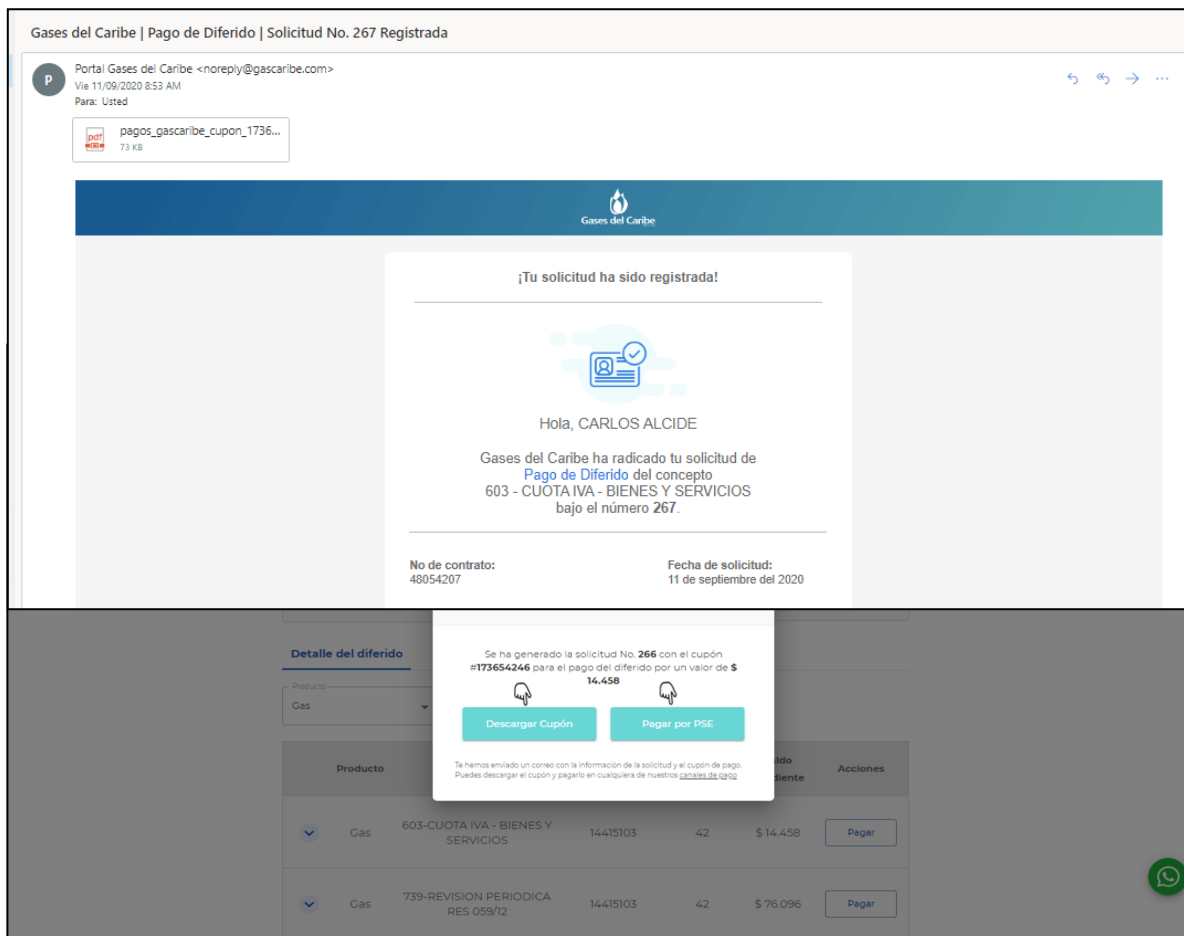 Gases del Caribe | Pago de Diferido | Solicitud No. 267 Registrada
P
Portal Gases del Caribe <noreply@gascaribe.com>
Vie 11/09/2020 8:53 AM
Para: Usted
pdf
pagos_gascaribe_cupon_1736...
73 KB
Gases del Caribe
¡Tu solicitud ha sido registrada!
Hola, CARLOS ALCIDE
Gases del Caribe ha radicado tu solicitud de
Pago de Diferido del concepto
603 - CUOTA IVA - BIENES Y SERVICIOS
bajo el número 267.
No de contrato: Fecha de solicitud:
48054207 11 de septiembre del 2020
Detalle del diferido
Se ha generado la solicitud No. 266 con el cupón
#173654246 para el pago del diferido por un valor de $
14.458
Producto
Gas
Descargar Cupón Pagar por PSE
Te hemos enviado un correo con la información de la solicitud y el cupón de pago.
Puedes descargar el cupón y pagarlo en cualquiera de nuestros canales de pago
Producto Acciones
Gas 603-CUOTA IVA - BIENES Y SERVICIOS 14415103 42 $ 14.458 Pagar
Gas 739-REVISION PERIODICA RES 059/12 14415103 42 $ 76.096 Pagar